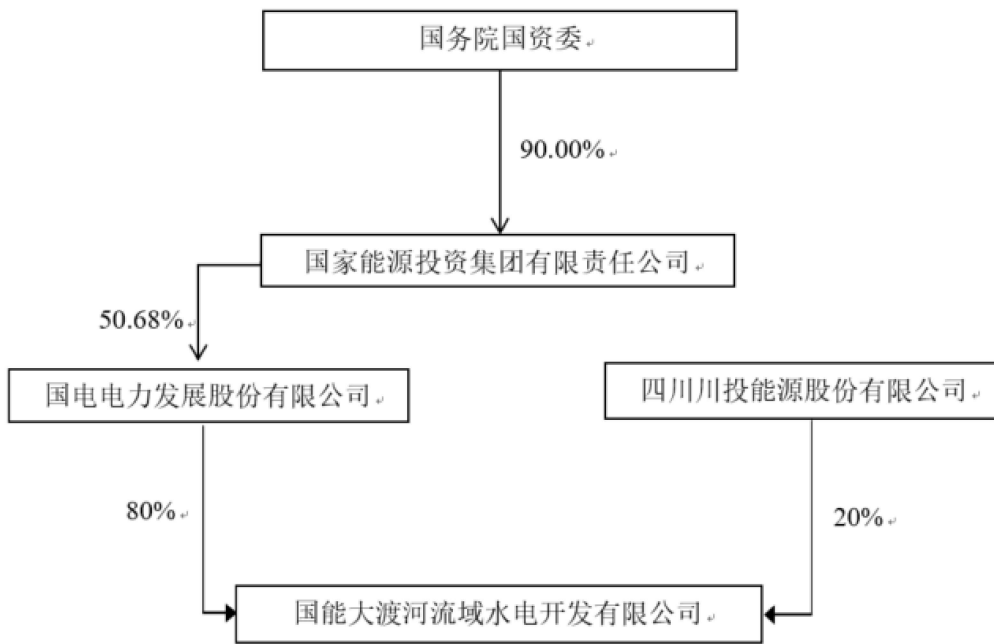 国务院国资委
90.00%
国家能源投资集团有限责任公司
50.68%
国电电力发展股份有限公司
四川川投能源股份有限公司
80%
20%
国能大渡河流域水电开发有限公司